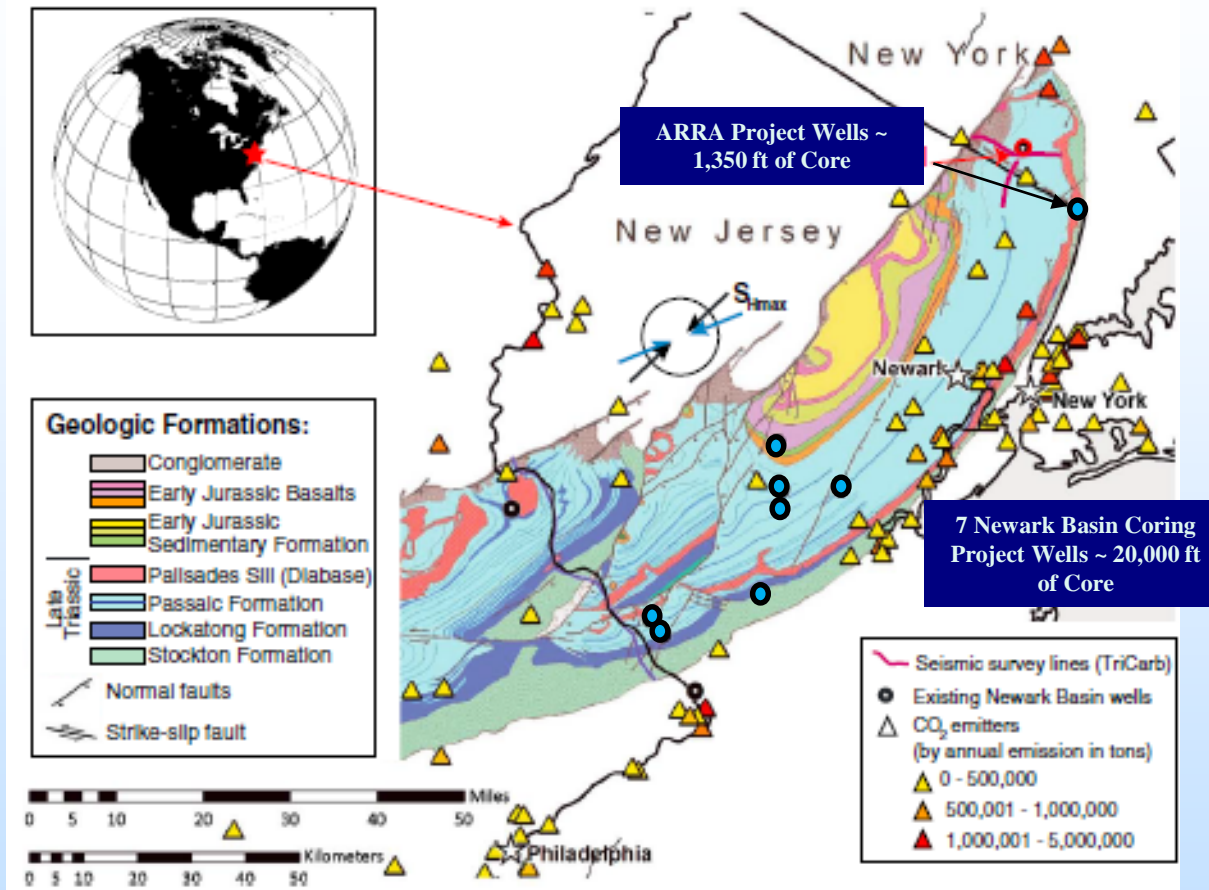 New York
ARRA Project Wells ~
1,350 ft of Core
New Jersey
SHmax
Newark
New York
Geologic Formations:
Conglomerate
Early Jurassic Basalts
Early Jurassic
Sedimentary Formation
Late
Triassic
Palisades Sill (Diabase)
Passaic Formation
Lockatong Formation
Stockton Formation
Normal faults
Strike-slip fault
7 Newark Basin Coring
Project Wells ~ 20,000 ft
of Core
Seismic survey lines (TriCarb)
Existing Newark Basin wells
CO2 emitters
(by annual emission in tons)
0 - 500,000
500,001 - 1,000,000
1,000,001 - 5,000,000
Miles
0 5 10 20 30 40 50
Kilometers
0 5 10 20 30 40 50
Philadelphia